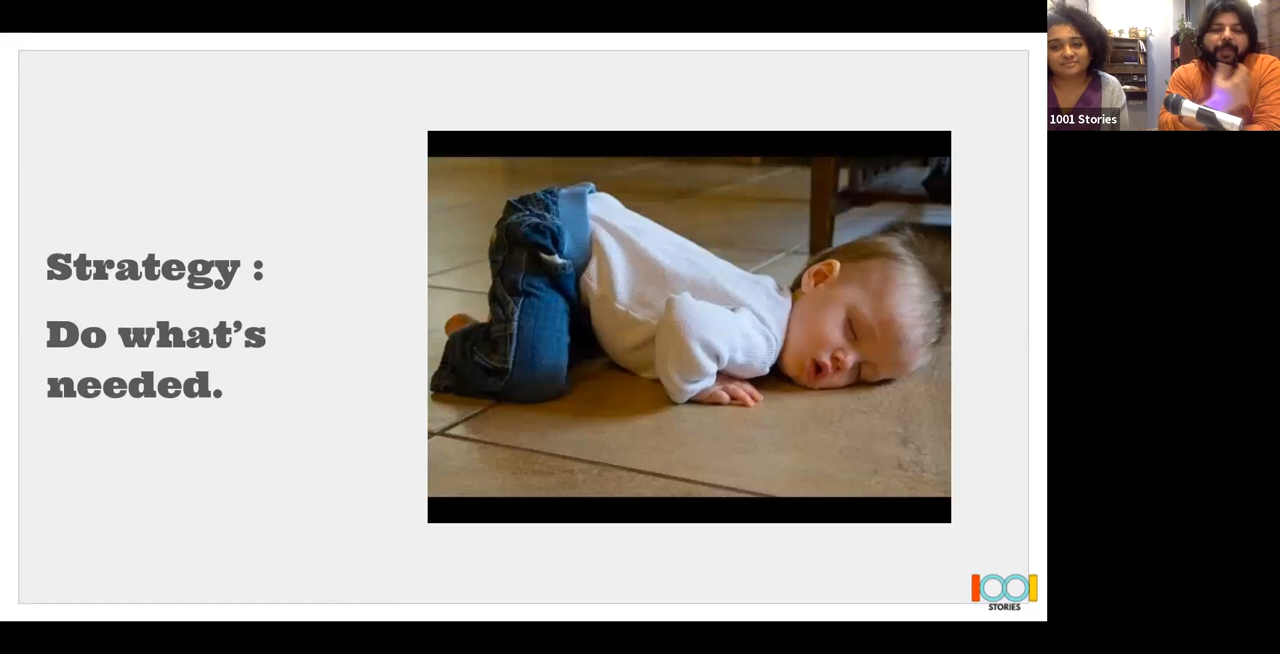 Strategy :
Do what's
needed.
1001 Stories
1001
STORIES